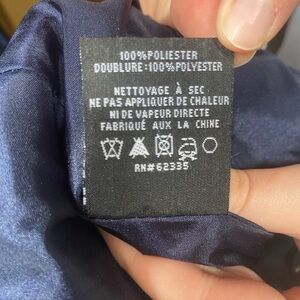 100%POLIESTER
DOUBLURE:100%POLYESTER
NETTOYAGE À SEC
NE PAS APPLIQUER DE CHALEUR
NI DE VAPEUR DIRECTE
FABRIQUÉ AUX LA CHINE
RN#62335